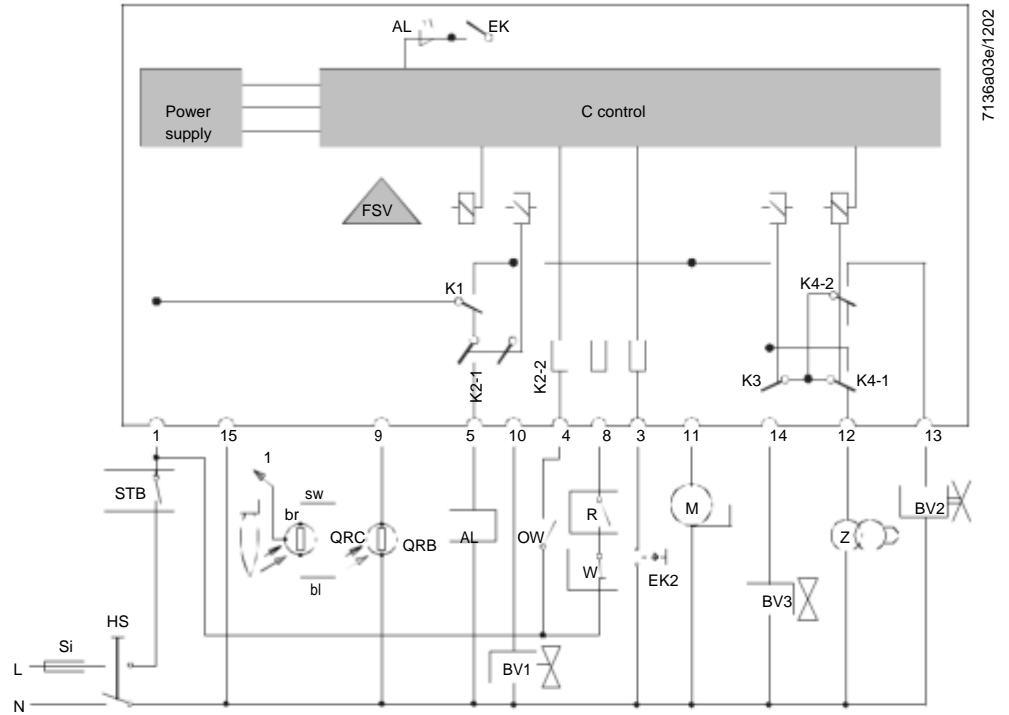 7136a03e/1202
AL EK
Power
supply
C control
FSV
K1
K4-2
K2-1
K2-2
K3
K4-1
1 15 9 5 10 4 8 3 11 14 12 13
1
STB
sw
br
QRC
QRB
bl
AL
OW
R
W
EK2
M
BV3
Z
BV2
HS
Si
L
BV1
N